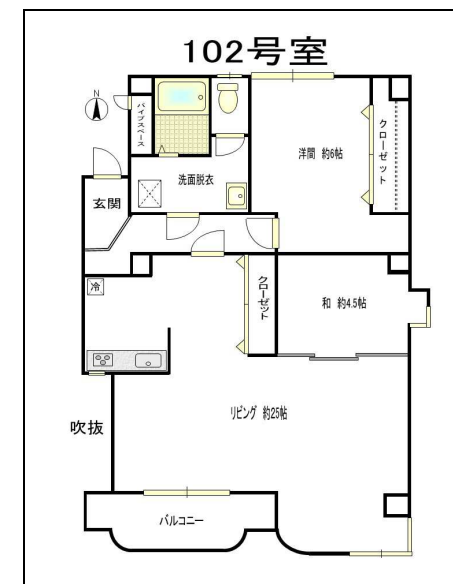 102号室
N
パイプスペース
洋間 約6帖
クローゼット
洗面脱衣
玄関
冷
クローゼット
和 約4.5帖
リビング 約25帖
吹抜
バルコニー